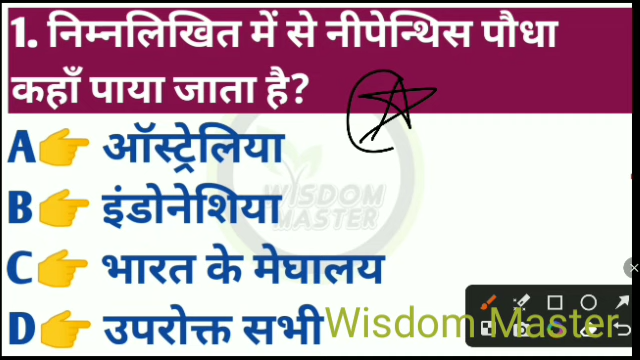 1. निम्नलिखित में से नीपेन्थिस पौधा
कहाँ पाया जाता है?
A👉 ऑस्ट्रेलिया
B👉 इंडोनेशिया
WISDOM
MASTER
C👉 भारत के मेघालय
D👉 उपरोक्त सभी
Wisdom Master